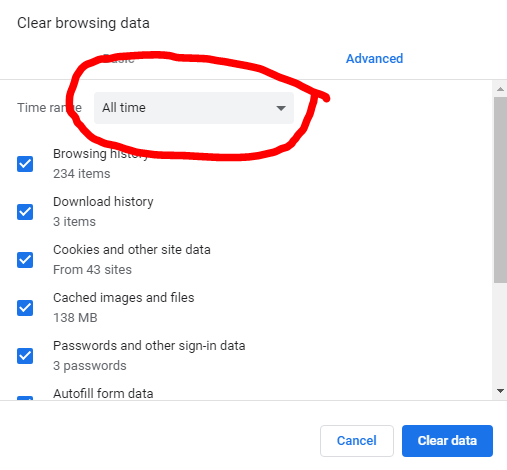 Clear browsing data
Basic Advanced
Time range All time
Browsing history
234 items
Download history
3 items
Cookies and other site data
From 43 sites
Cached images and files
138 MB
Passwords and other sign-in data
3 passwords
Autofill form data
Cancel Clear data